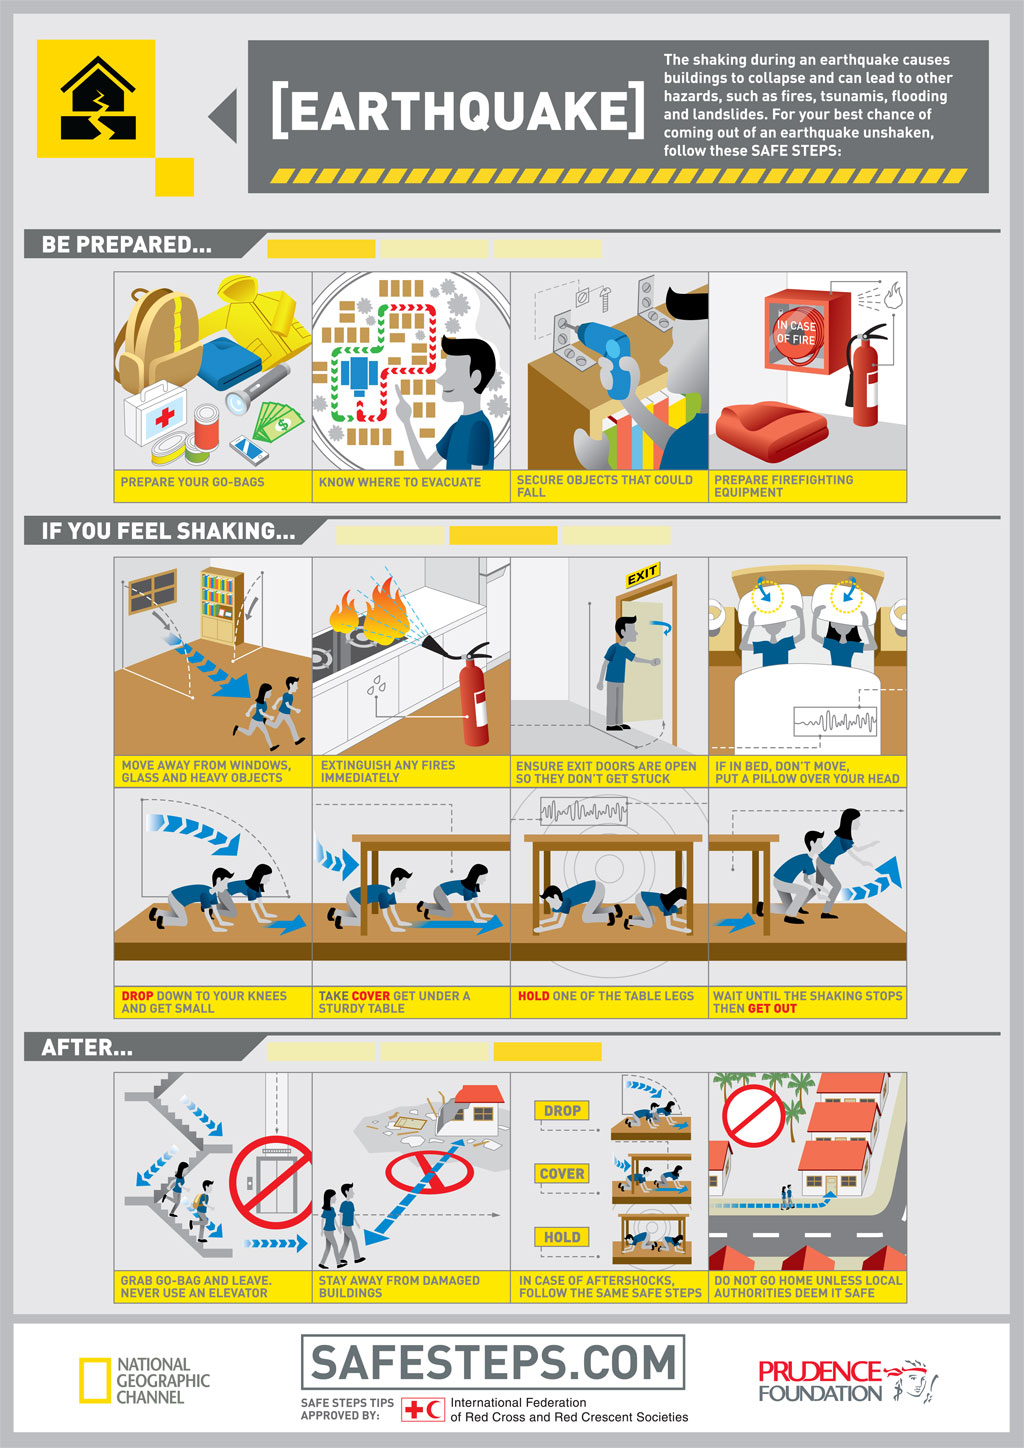 [EARTHQUAKE]
The shaking during an earthquake causes
buildings to collapse and can lead to other
hazards, such as fires, tsunamis, flooding
and landslides. For your best chance of
coming out of an earthquake unshaken,
follow these SAFE STEPS:
BE PREPARED...
IN CASE
OF FIRE
PREPARE YOUR GO-BAGS
KNOW WHERE TO EVACUATE
SECURE OBJECTS THAT COULD
FALL
PREPARE FIREFIGHTING
EQUIPMENT
IF YOU FEEL SHAKING...
EXIT
MOVE AWAY FROM WINDOWS,
GLASS AND HEAVY OBJECTS
EXTINGUISH ANY FIRES
IMMEDIATELY
ENSURE EXIT DOORS ARE OPEN
SO THEY DON'T GET STUCK
IF IN BED, DON'T MOVE,
PUT A PILLOW OVER YOUR HEAD
DROP DOWN TO YOUR KNEES
AND GET SMALL
TAKE COVER GET UNDER A
STURDY TABLE
HOLD ONE OF THE TABLE LEGS
WAIT UNTIL THE SHAKING STOPS
THEN GET OUT
AFTER...
DROP
COVER
HOLD
GRAB GO-BAG AND LEAVE.
NEVER USE AN ELEVATOR
STAY AWAY FROM DAMAGED
BUILDINGS
IN CASE OF AFTERSHOCKS,
FOLLOW THE SAME SAFE STEPS
DO NOT GO HOME UNLESS LOCAL
AUTHORITIES DEEM IT SAFE
NATIONAL
GEOGRAPHIC
CHANNEL
SAFESTEPS.COM
SAFE STEPS TIPS
APPROVED BY:
International Federation
of Red Cross and Red Crescent Societies
PRUDENCE
FOUNDATION